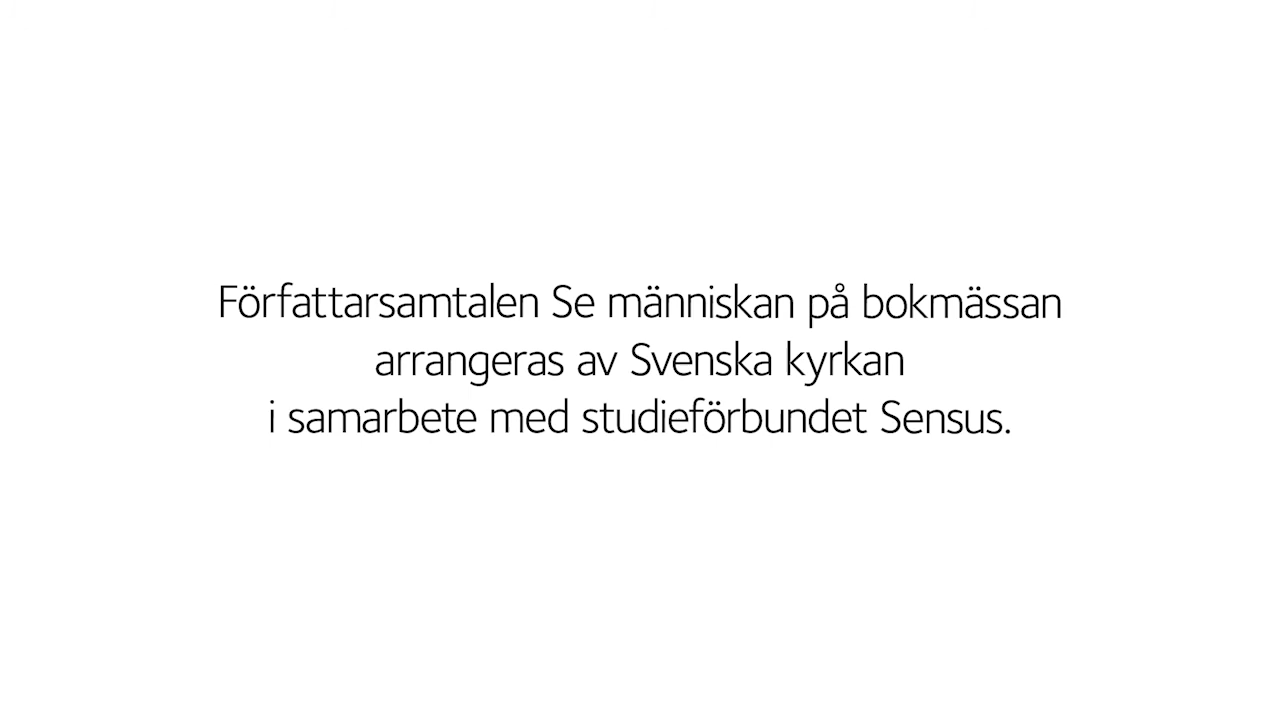 Författarsamtalen Se människan på bokmässan
arrangeras av Svenska kyrkan
i samarbete med studieförbundet Sensus.